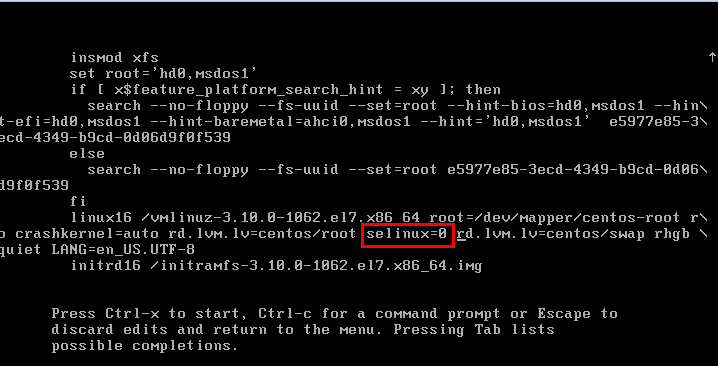 insmod xfs
set root='hd0,msdos1'
if [ x$feature_platform_search_hint = xy ]; then
search --no-floppy --fs-uuid --set=root --hint-bios=hd0,msdos1 --hin\
t-efi=hd0,msdos1 --hint-baremetal=ahci0,msdos1 --hint='hd0,msdos1'  e5977e85-3\
ecd-4349-b9cd-0d06d9f0f539
else
search --no-floppy --fs-uuid --set=root e5977e85-3ecd-4349-b9cd-0d06\
d9f0f539
fi
linux16 /vmlinuz-3.10.0-1062.el7.x86_64 root=/dev/mapper/centos-root r\
o crashkernel=auto rd.lvm.lv=centos/root selinux=0 rd.lvm.lv=centos/swap rhgb \
quiet LANG=en_US.UTF-8
initrd16 /initramfs-3.10.0-1062.el7.x86_64.img
Press Ctrl-x to start, Ctrl-c for a command prompt or Escape to
discard edits and return to the menu. Pressing Tab lists
possible completions.